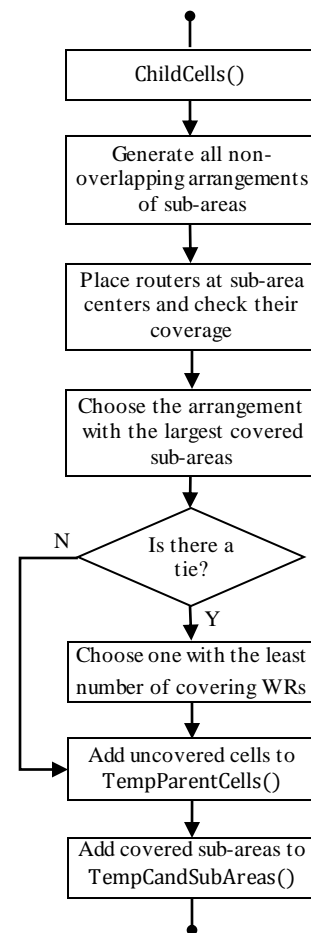 ChildCells()
Generate all non-
overlapping arrangements
of sub-areas
Place routers at sub-area
centers and check their
coverage
Choose the arrangement
with the largest covered
sub-areas
N
Is there a
tie?
Y
Choose one with the least
number of covering WRs
Add uncovered cells to
TempParentCells()
Add covered sub-areas to
TempCandSubAreas()